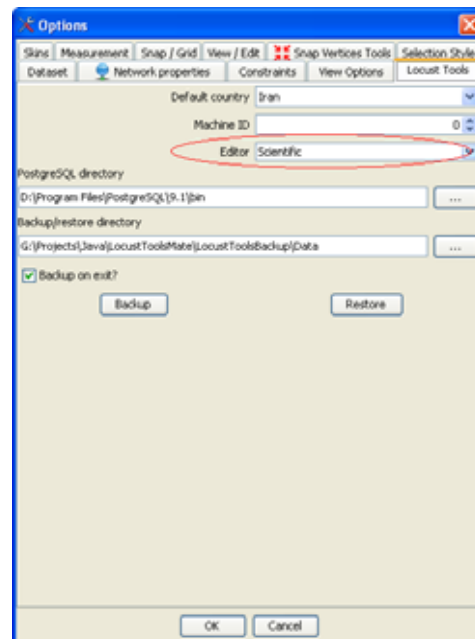 Options
Skins Measurement Snap / Grid View / Edit Snap Vertices Tools Selection Style
Dataset Network properties Constraints View Options Locust Tools
Default country Iran
Machine ID 0
Editor Scientific
PostgreSQL directory
D:\Program Files\PostgreSQL\9.1\bin ...
Backup/restore directory
G:\Projects\Java\LocustToolsMate\LocustToolsBackup\Data ...
Backup on exit?
Backup Restore
OK Cancel